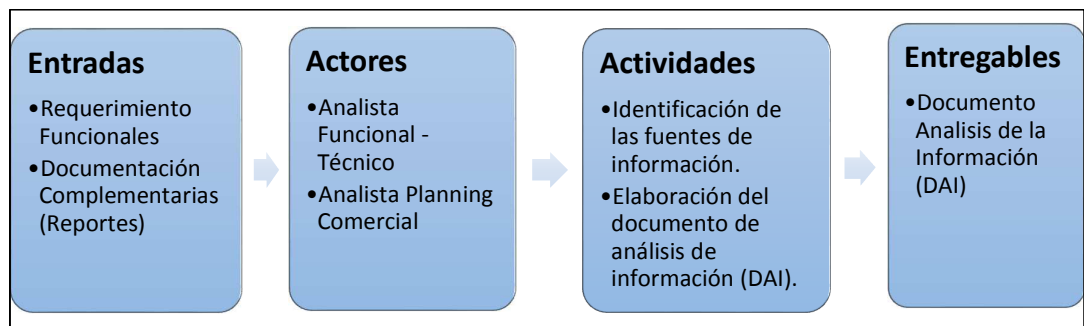 Entradas
•Requerimiento
Funcionales
•Documentación
Complementarias
(Reportes)
Actores
•Analista
Funcional -
Técnico
•Analista Planning
Comercial
Actividades
•Identificación de
las fuentes de
información.
•Elaboración del
documento de
análisis de
información (DAI).
Entregables
•Documento
Analisis de la
Información
(DAI)